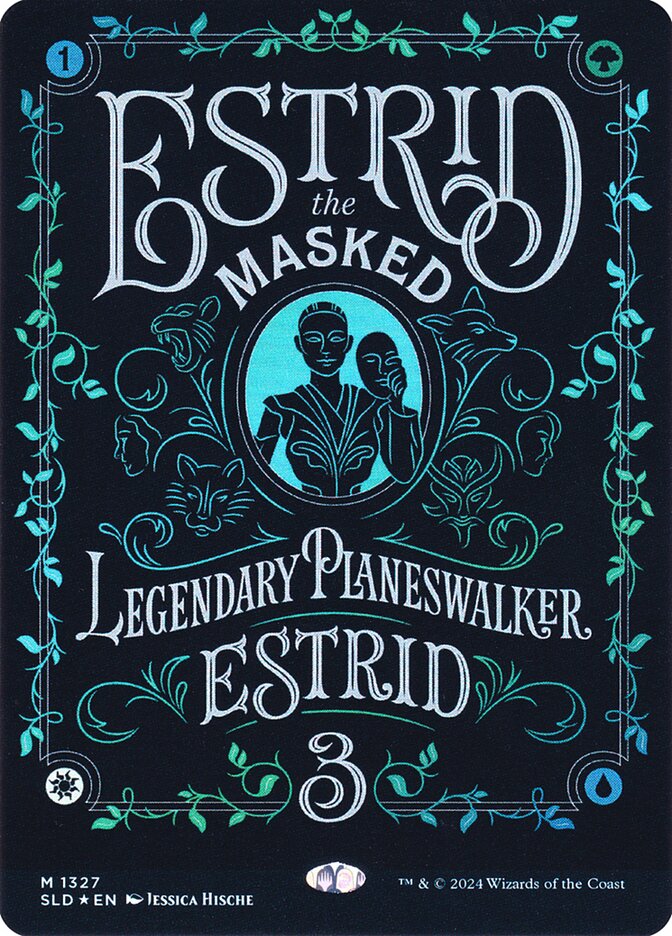 1
ESTRID
the
MASKED
LEGENDARY PLANESWALKER
ESTRID
3
M 1327
SLD ★ EN JESSICA HISCHE
™ & © 2024 Wizards of the Coast